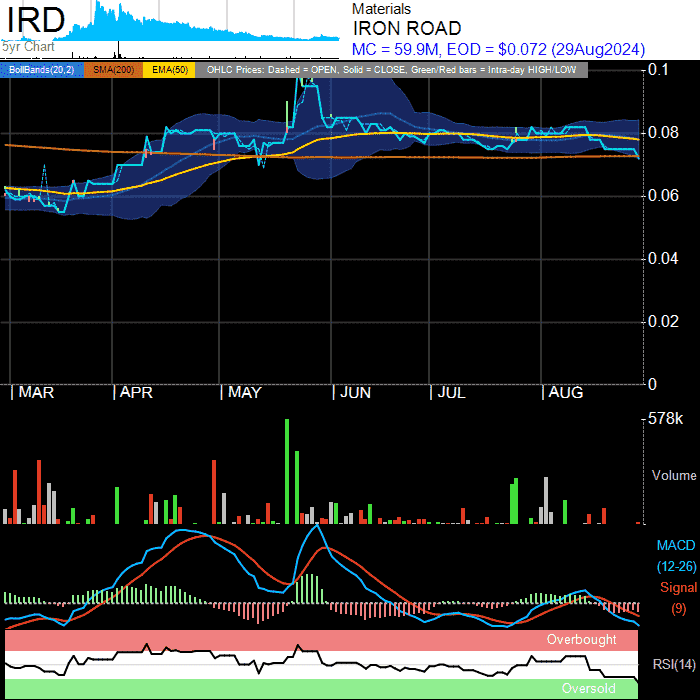 IRD
5yr Chart
Materials
IRON ROAD
MC = 59.9M, EOD = $0.072 (29Aug2024)
BollBands(20,2) SMA(200) EMA(50) OHLC Prices: Dashed = OPEN, Solid = CLOSE, Green/Red bars = Intra-day HIGH/LOW
0.1
0.08
0.06
0.04
0.02
0
MAR APR MAY JUN JUL AUG
578k
Volume
MACD
(12-26)
Signal
(9)
Overbought
RSI(14)
Oversold